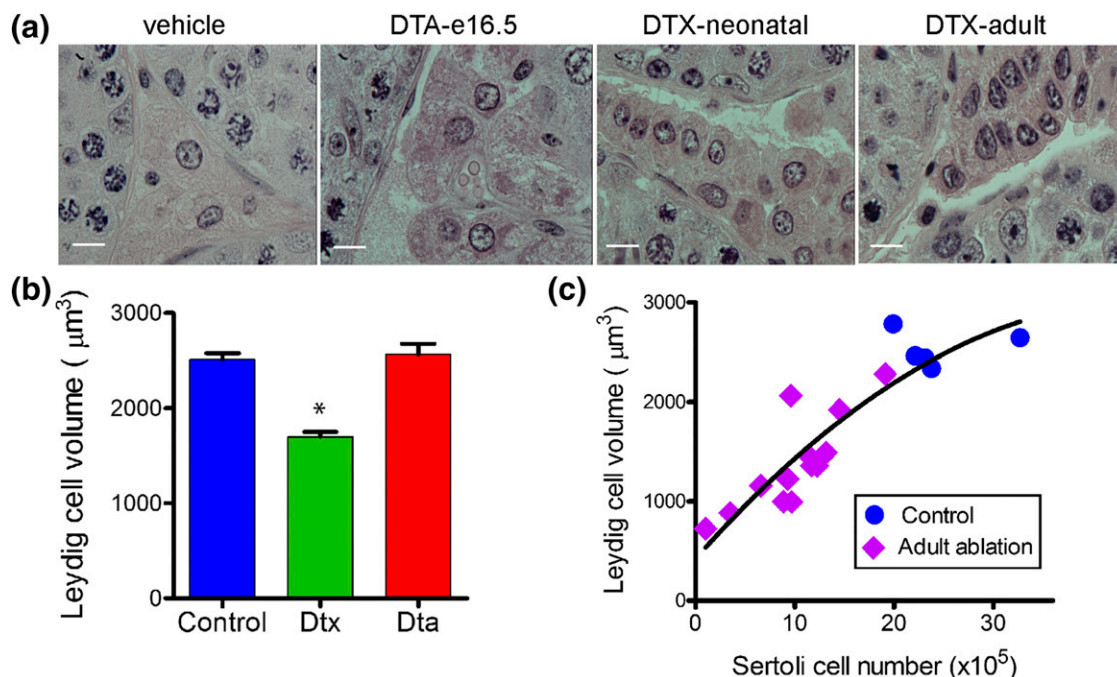 (a)
vehicle
DTA-e16.5
DTX-neonatal
DTX-adult
(b)
Leydig cell volume ( μm³)
3000
2000
1000
0
*
Control
Dtx
Dta
(c)
Leydig cell volume ( μm³)
3000
2000
1000
0
0
10
20
30
Control
Adult ablation
Sertoli cell number (x10⁵)